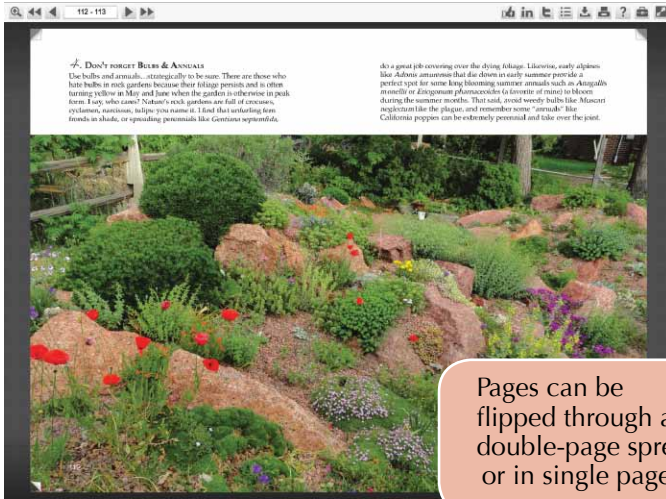 112 - 113
in
?
4. DON'T FORGET BULBS & ANNUALS
Use bulbs and annuals...strategically to be sure. There are those who
hate bulbs in rock gardens because their foliage persists and is often
turning yellow in May and June when the garden is otherwise in peak
form. I say, who cares? Nature's rock gardens are full of crocuses,
cyclamen, narcissus, tulips: you name it. I find that unfurling fern
fronds in shade, or spreading perennials like Gentiana septemfida,
do a great job covering over the dying foliage. Likewise, early alpines
like Adonis amurensis that die down in early summer provide a
perfect spot for some long blooming summer annuals such as Anagallis
monellii or Eriogonum pharnaceoides (a favorite of mine) to bloom
during the summer months. That said, avoid weedy bulbs like Muscari
neglectum like the plague, and remember some "annuals" like
California poppies can be extremely perennial and take over the joint.
112
Pages can be
flipped through a
double-page spre
or in single page